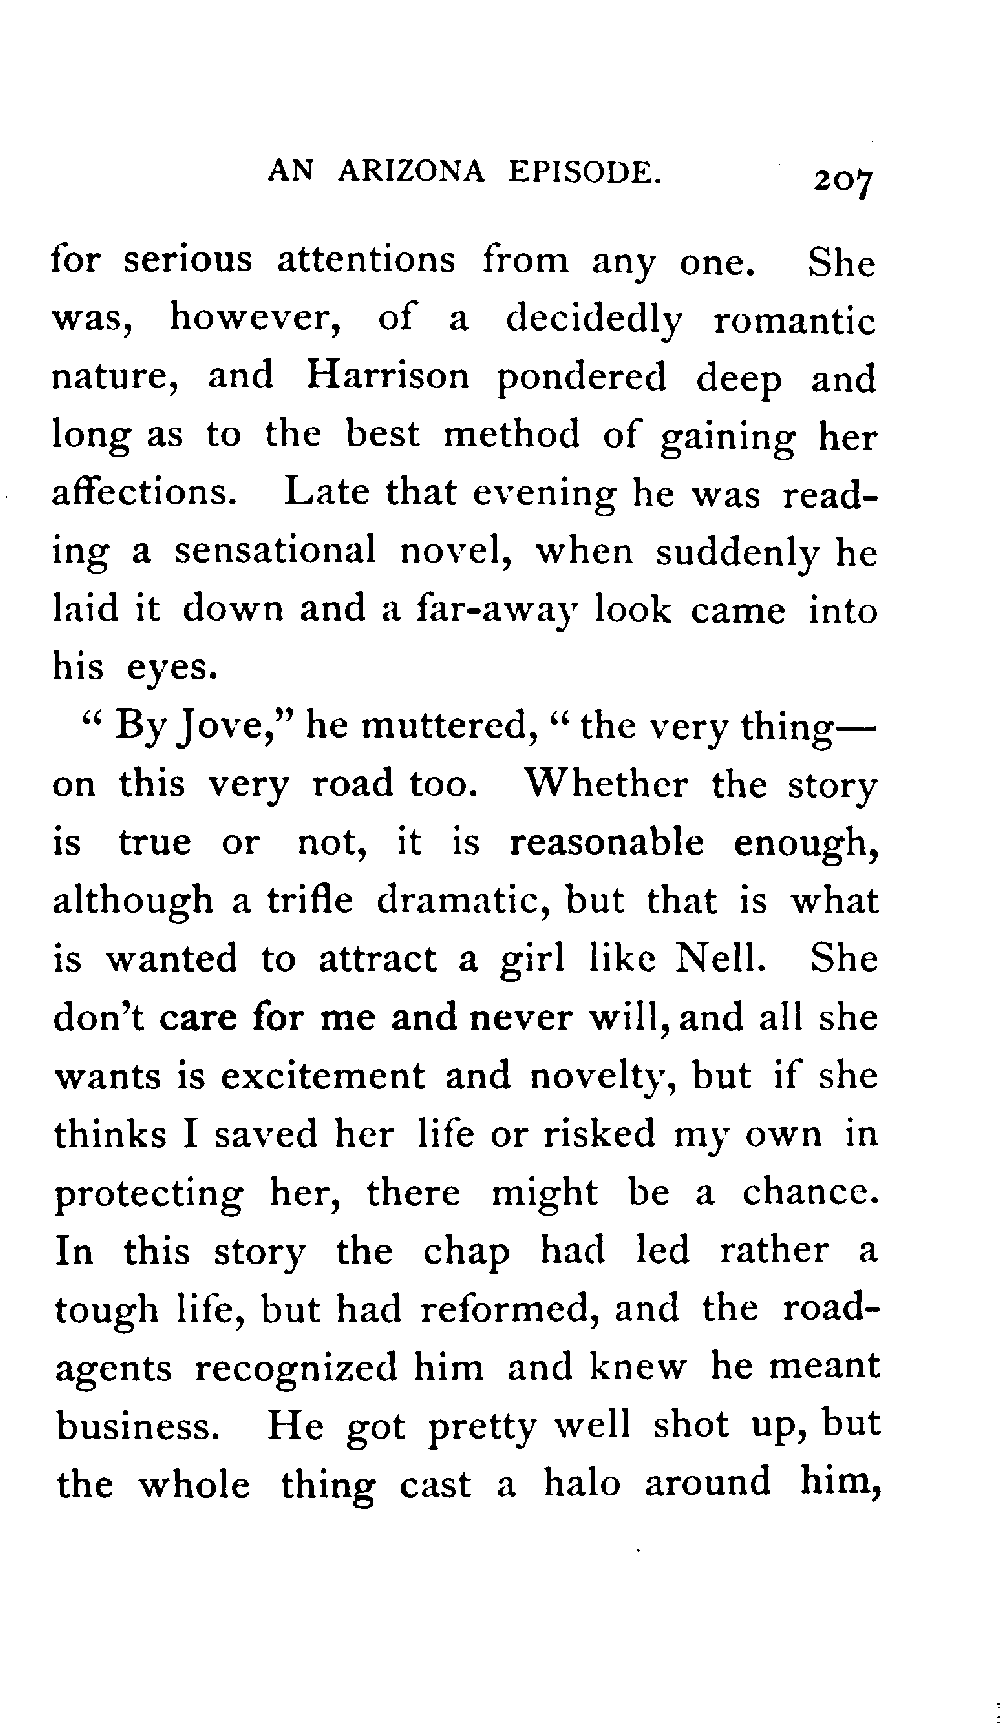 AN ARIZONA EPISODE. 207
for serious attentions from any one. She
was, however, of a decidedly romantic
nature, and Harrison pondered deep and
long as to the best method of gaining her
affections. Late that evening he was read-
ing a sensational novel, when suddenly he
laid it down and a far-away look came into
his eyes.
“ By Jove,” he muttered, “ the very thing—
on this very road too. Whether the story
is true or not, it is reasonable enough,
although a trifle dramatic, but that is what
is wanted to attract a girl like Nell. She
don’t care for me and never will, and all she
wants is excitement and novelty, but if she
thinks I saved her life or risked my own in
protecting her, there might be a chance.
In this story the chap had led rather a
tough life, but had reformed, and the road-
agents recognized him and knew he meant
business. He got pretty well shot up, but
the whole thing cast a halo around him,